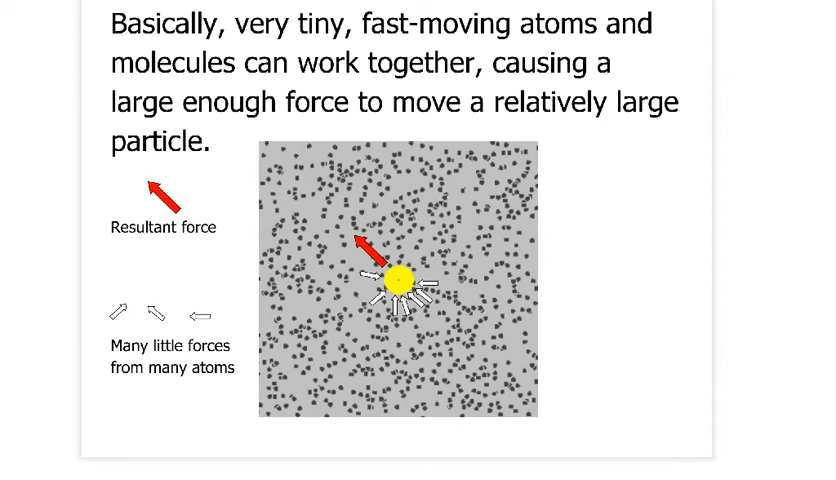 Basically, very tiny, fast-moving atoms and
molecules can work together, causing a
large enough force to move a relatively large
particle.
Resultant force
Many little forces
from many atoms